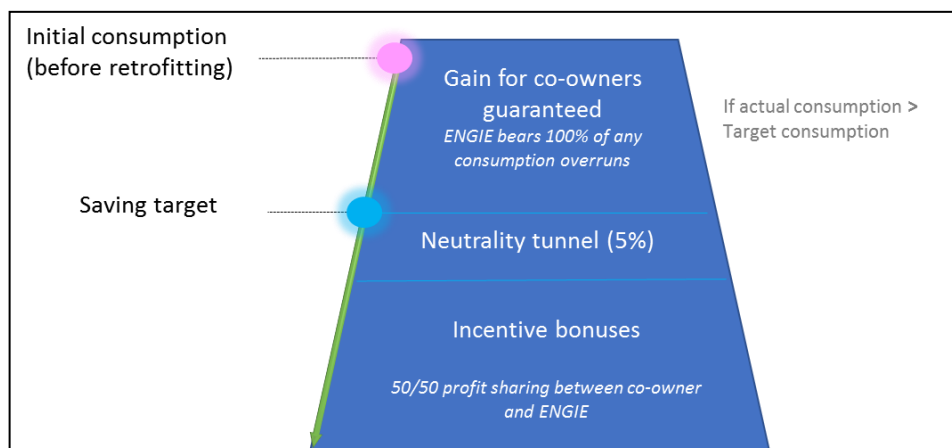 Initial consumption
(before retrofitting)
Gain for co-owners
guaranteed
ENGIE bears 100% of any
consumption overruns
If actual consumption >
Target consumption
Saving target
Neutrality tunnel (5%)
Incentive bonuses
50/50 profit sharing between co-owner
and ENGIE